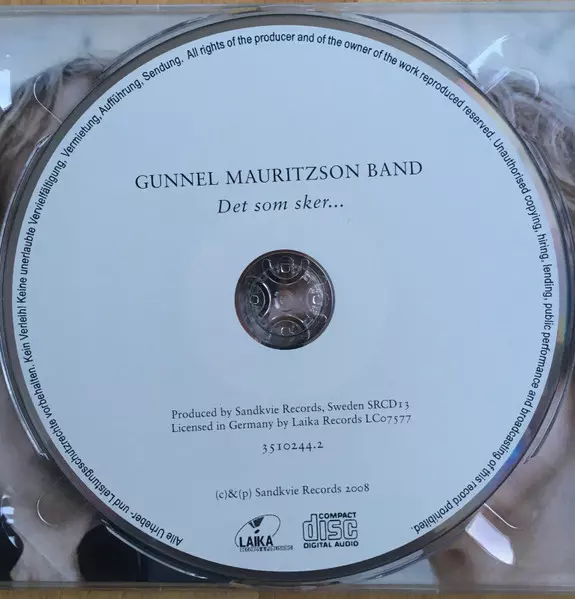 Alle Urheber- und Leistungsschutzrechte vorbehalten. Kein Verleih! Keine unerlaubte Vervielfältigung, Vermietung, Aufführung, Sendung. All rights of the producer and of the owner of the work reproduced reserved. Unauthorised copying, hiring, lending, public performance and broadcasting of this record prohibited.
GUNNEL MAURITZSON BAND
Det som sker...
Produced by Sandkvie Records, Sweden SRCD13
Licensed in Germany by Laika Records LC07577
3510244.2
(c)&(p) Sandkvie Records 2008
LAIKA
RECORDS & PUBLISHING
COMPACT
disc
DIGITAL AUDIO